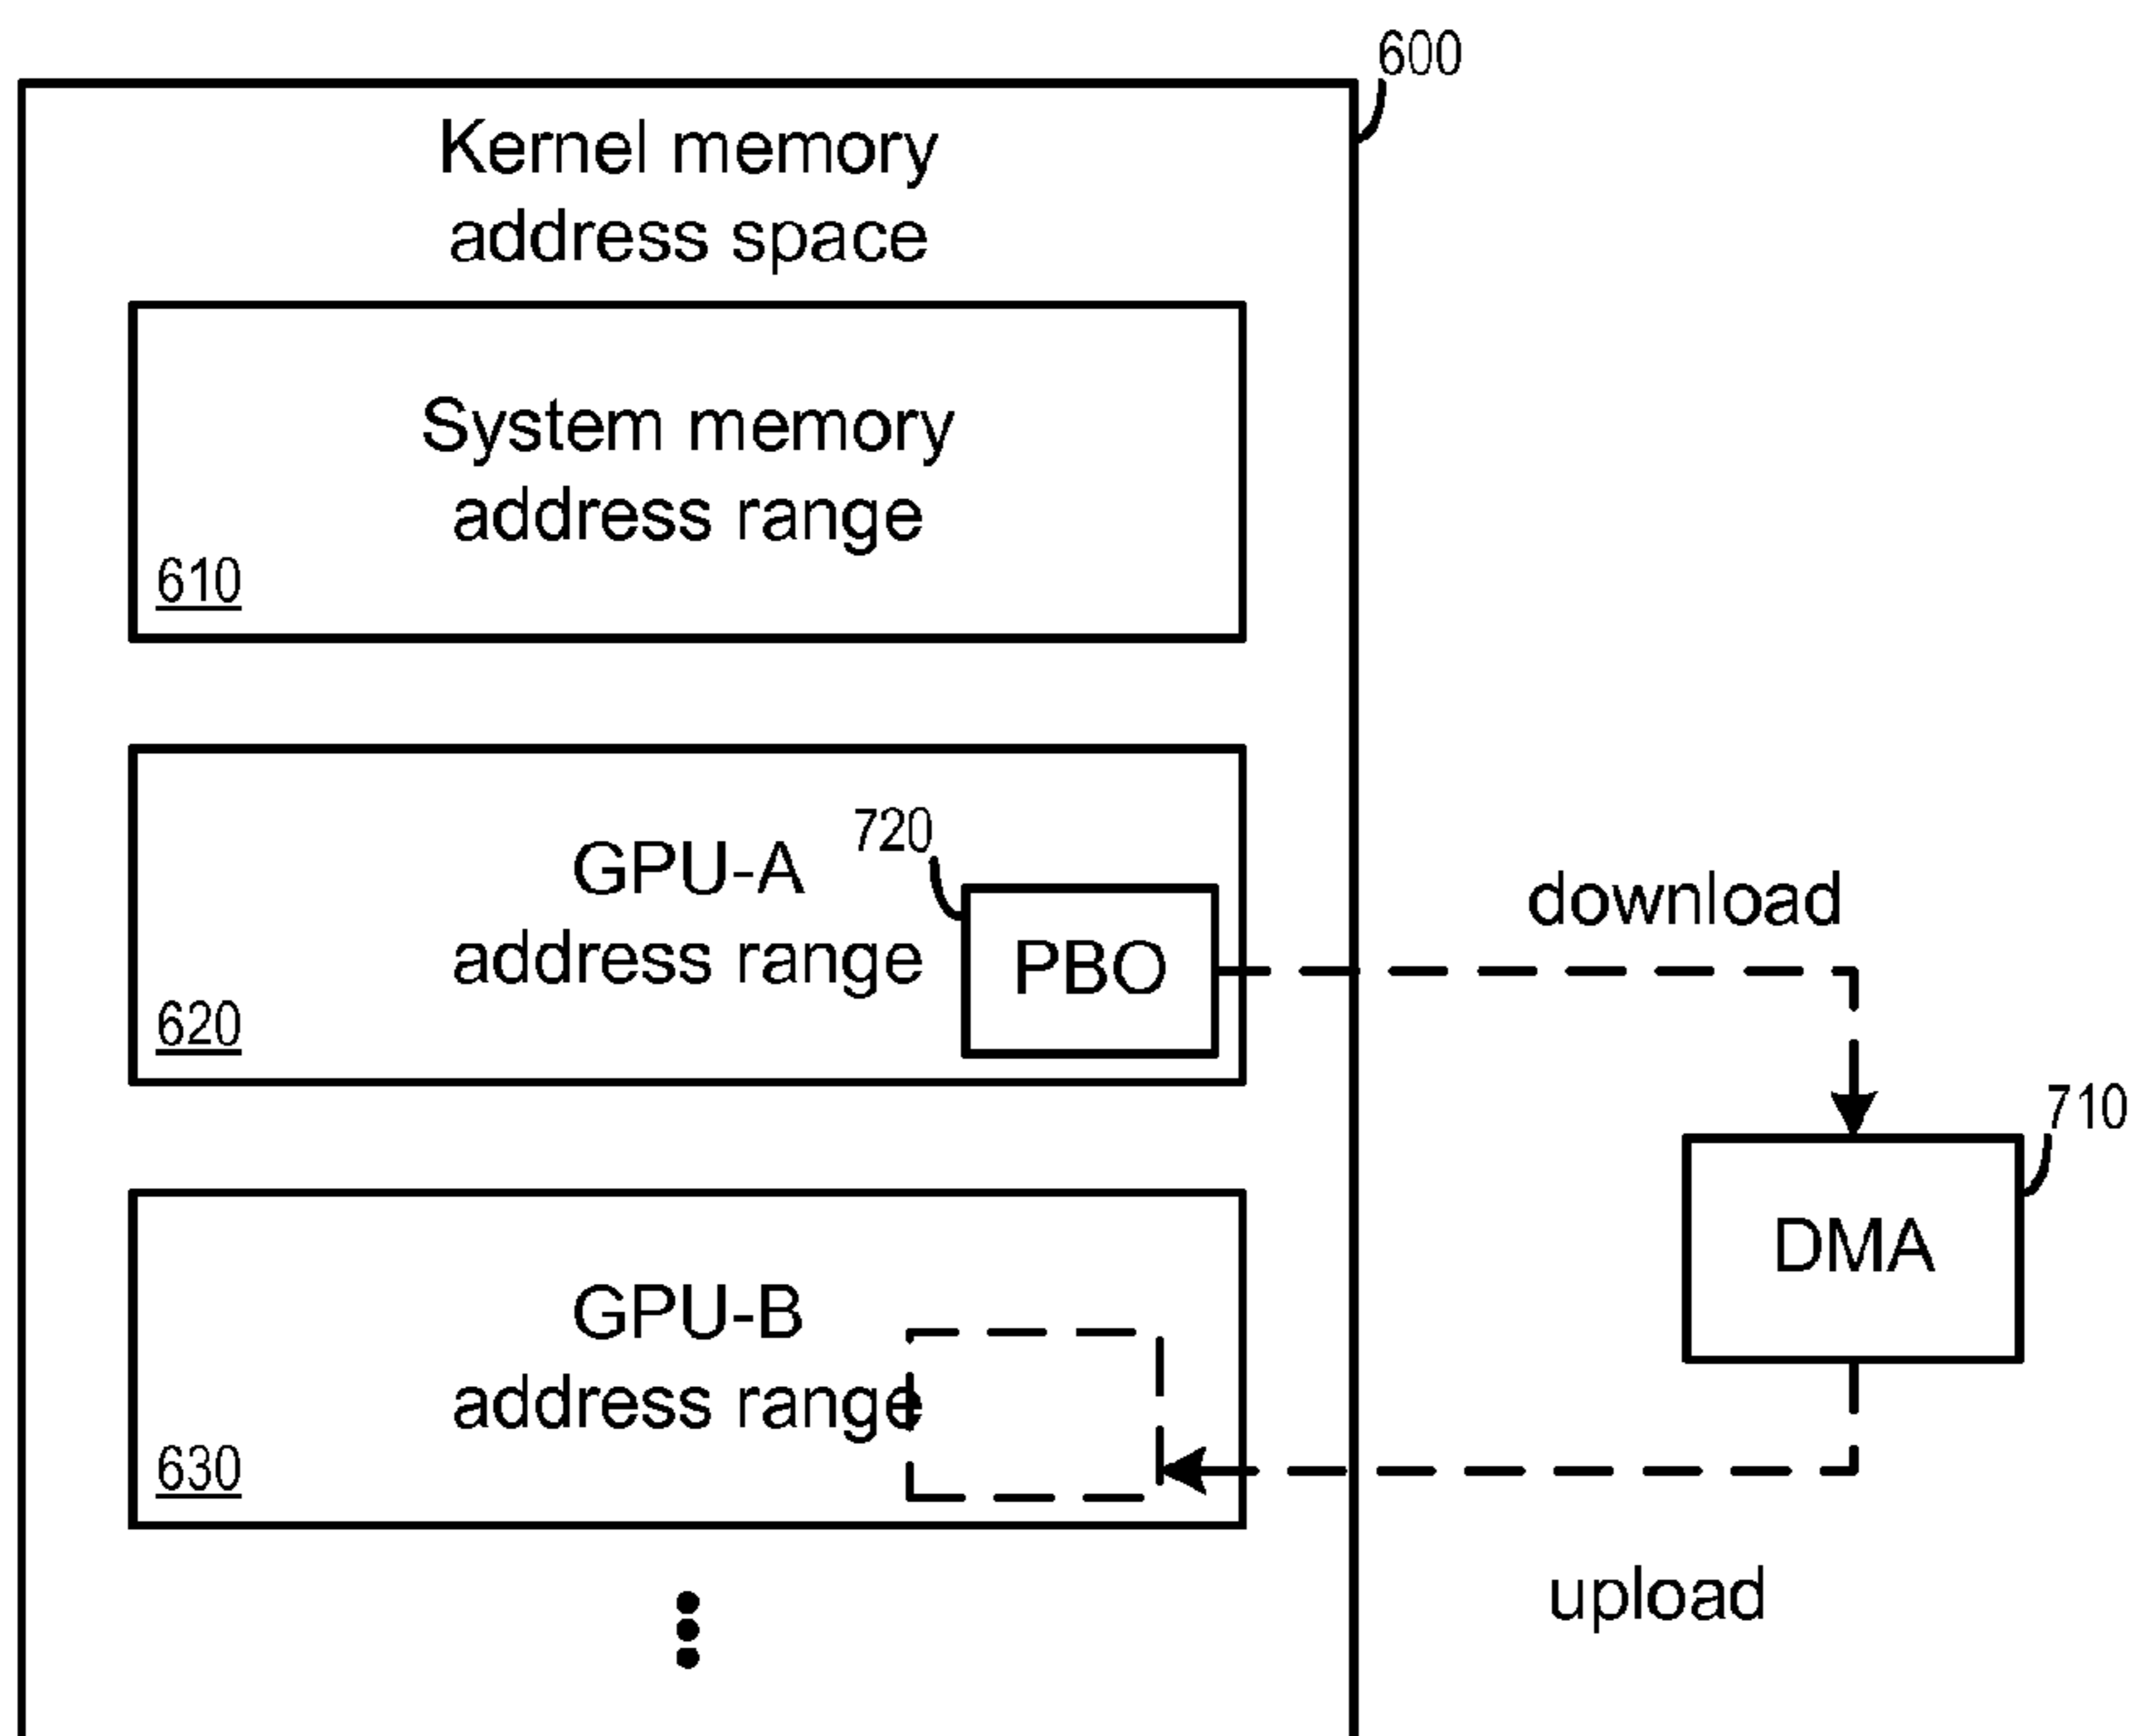 600
Kernel memory
address space
System memory
address range
610
720
GPU-A
address range
PBO
620
download
710
DMA
GPU-B
address range
630
upload